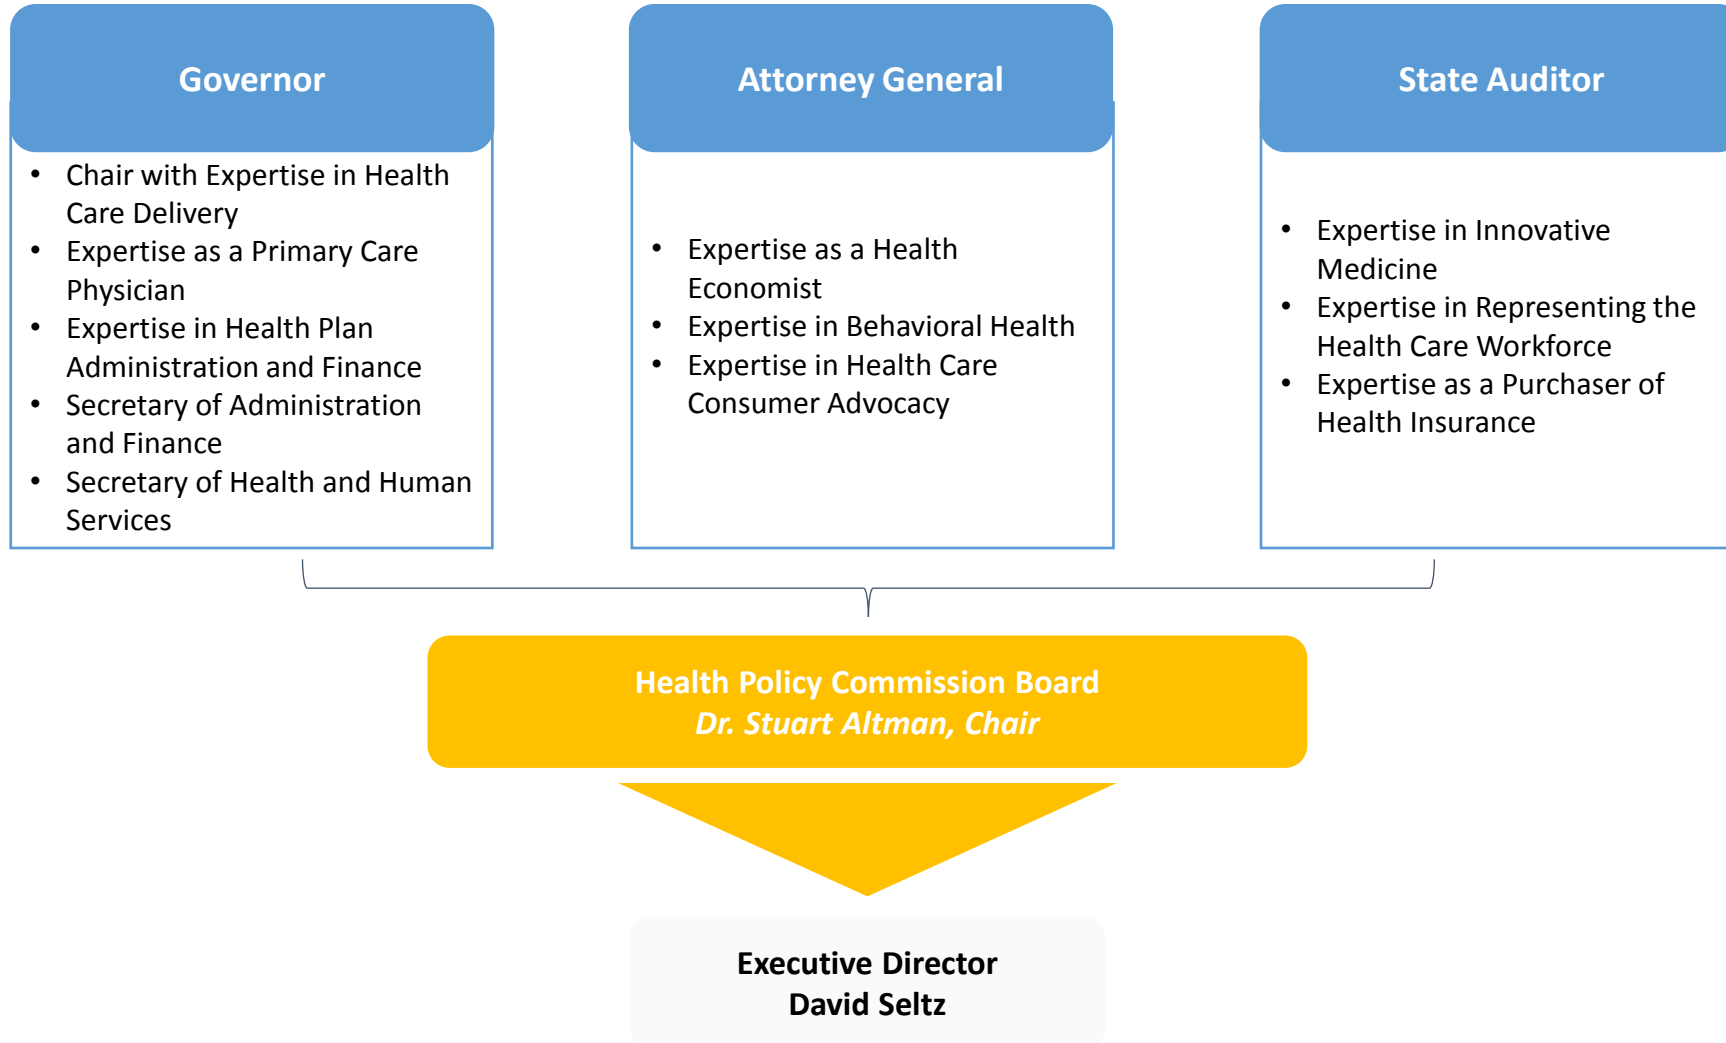 Governor
• Chair with Expertise in Health
Care Delivery
• Expertise as a Primary Care
Physician
• Expertise in Health Plan
Administration and Finance
• Secretary of Administration
and Finance
• Secretary of Health and Human
Services
Attorney General
• Expertise as a Health
Economist
• Expertise in Behavioral Health
• Expertise in Health Care
Consumer Advocacy
State Auditor
• Expertise in Innovative
Medicine
• Expertise in Representing the
Health Care Workforce
• Expertise as a Purchaser of
Health Insurance
Health Policy Commission Board
Dr. Stuart Altman, Chair
Executive Director
David Seltz